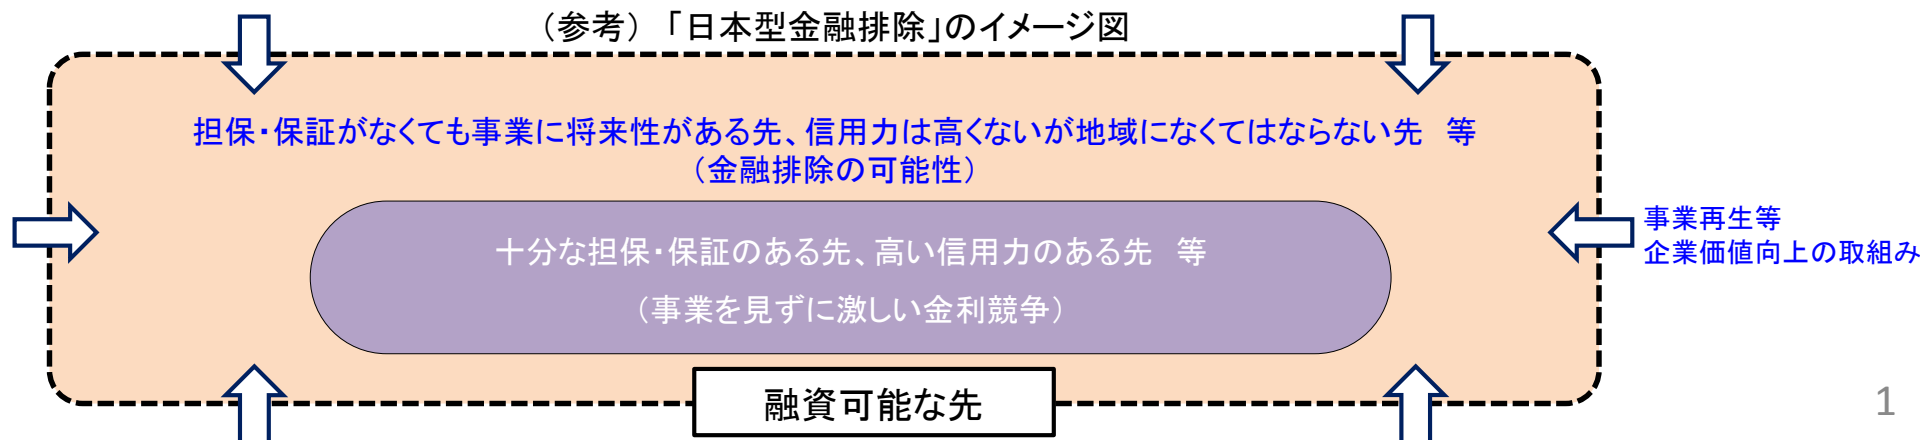 （参考）「日本型金融排除」のイメージ図
担保・保証がなくても事業に将来性がある先、信用力は高くないが地域になくてはならない先　等
（金融排除の可能性）
十分な担保・保証のある先、高い信用力のある先　等
（事業を見ずに激しい金利競争）
事業再生等
企業価値向上の取組み
融資可能な先
1